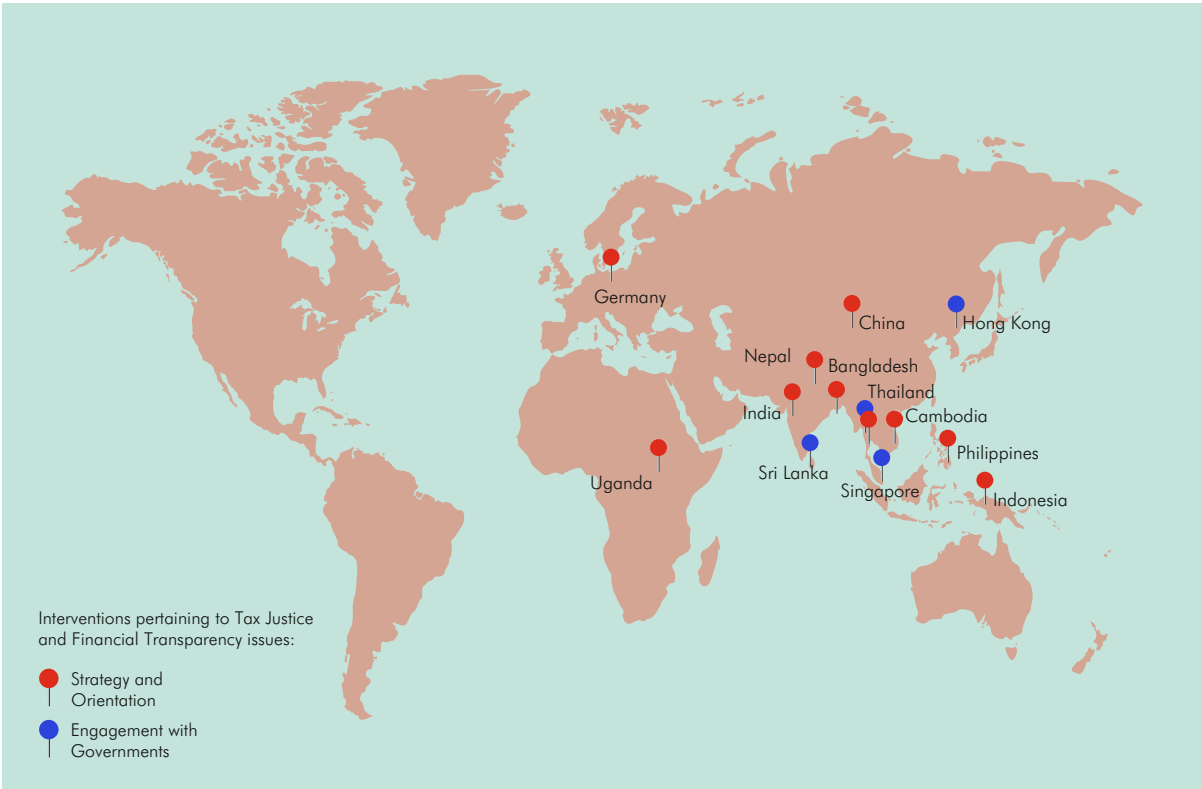 Germany
China
Hong Kong
Nepal
Bangladesh
Thailand
India
Cambodia
Philippines
Sri Lanka
Uganda
Singapore
Indonesia
Interventions pertaining to Tax Justice
and Financial Transparency issues:
Strategy and
Orientation
Engagement with
Governments